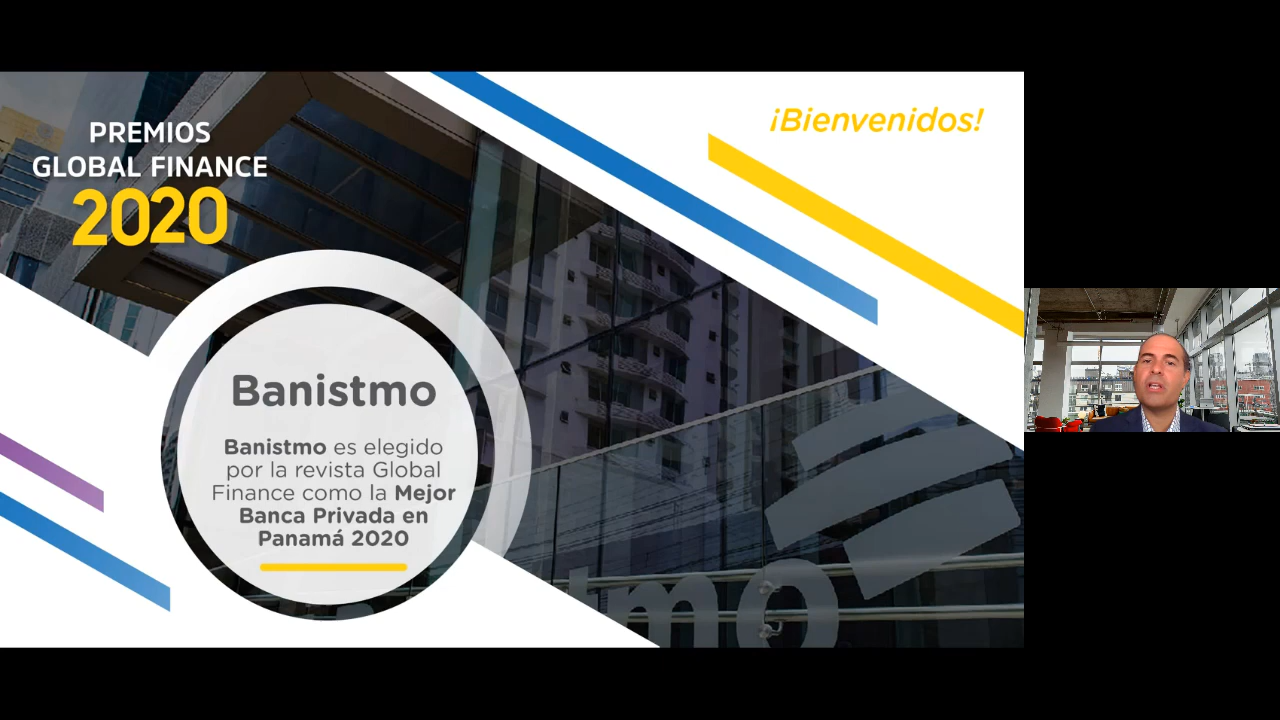 PREMIOS
GLOBAL FINANCE
2020
¡Bienvenidos!
Banistmo
Banistmo es elegido
por la revista Global
Finance como la Mejor
Banca Privada en
Panamá 2020